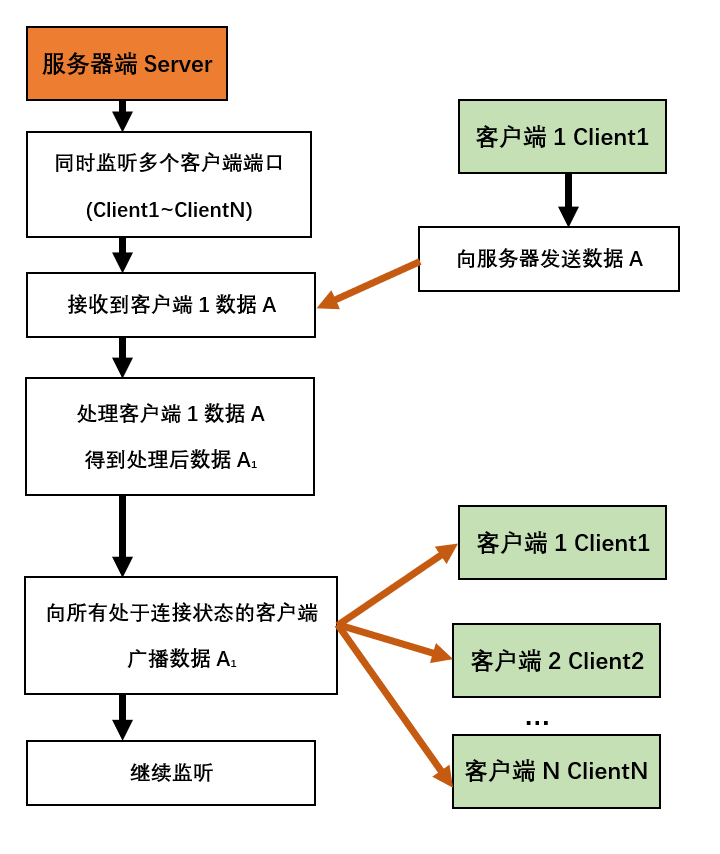 服务器端 Server
同时监听多个客户端端口
(Client1~ClientN)
客户端 1 Client1
向服务器发送数据 A
接收到客户端 1 数据 A
处理客户端 1 数据 A
得到处理后数据 A₁
向所有处于连接状态的客户端
广播数据 A₁
客户端 1 Client1
客户端 2 Client2
...
客户端 N ClientN
继续监听